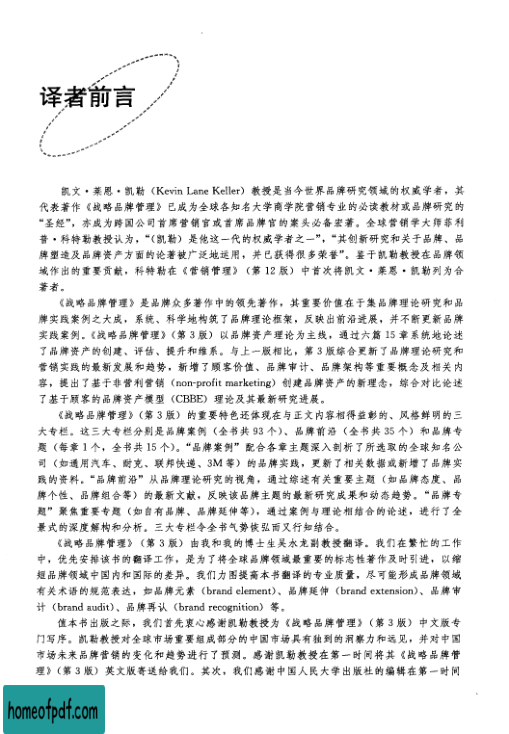 译者前言
凯文·莱恩·凯勒（Kevin Lane Keller）教授是当今世界品牌研究领域的权威学者，其
代表著作《战略品牌管理》已成为全球各知名大学商学院营销专业的必读教材或品牌研究的
“圣经”，亦成为跨国公司首席营销官或首席品牌官的案头必备宏著。全球营销学大师菲利
普·科特勒教授认为，“（凯勒）是他这一代的权威学者之一”，“其创新研究和关于品牌、品
牌塑造及品牌资产方面的论著被广泛地运用，并已获得很多荣誉”。鉴于凯勒教授在品牌领
域作出的重要贡献，科特勒在《营销管理》（第 12 版）中首次将凯文·莱恩·凯勒列为合
著者。
《战略品牌管理》是品牌众多著作中的领先著作，其重要价值在于集品牌理论研究和品
牌实践案例之大成，系统、科学地构筑了品牌理论框架，反映出前沿进展，并不断更新品牌
实践案例。《战略品牌管理》（第 3 版）以品牌资产理论为主线，通过六篇 15 章系统地论述
了品牌资产的创建、评估、提升和维系。与上一版相比，第 3 版综合更新了品牌理论研究和
营销实践的最新发展和趋势，新增了顾客价值、品牌审计、品牌架构等重要概念及相关内
容，提出了基于非营利营销（non-profit marketing）创建品牌资产的新理念，综合对比论述
了基于顾客的品牌资产模型（CBBE）理论及其最新研究进展。
《战略品牌管理》（第 3 版）的重要特色还体现在与正文内容相得益彰的、风格鲜明的三
大专栏。这三大专栏分别是品牌案例（全书共 93 个）、品牌前沿（全书共 35 个）和品牌专
题（每章 1 个，全书共 15 个）。“品牌案例”配合各章主题深入剖析了所选取的全球知名公
司（如通用汽车、耐克、联邦快递、3M 等）的品牌实践，更新了相关数据或新增了品牌实
践的资料。“品牌前沿”从品牌理论研究的视角，通过综述有关重要主题（如品牌态度、品
牌个性、品牌组合等）的最新文献，反映该品牌主题的最新研究成果和动态趋势。“品牌专
题”聚焦重要专题（如自有品牌、品牌延伸等），通过案例与理论相结合的论述，进行了全
景式的深度解构和分析。三大专栏令全书气势恢弘而又行如结合。
《战略品牌管理》（第 3 版）由我和我的博士生吴水龙副教授翻译。我们在繁忙的工作
中，优先安排该书的翻译工作，是为了将全球品牌领域最重要的标志性著作及时引进，以缩
短品牌领域中国内和国际的差异。我们力图提高本书翻译的专业质量，尽可能形成品牌领域
有关术语的规范表达，如品牌元素（brand element）、品牌延伸（brand extension）、品牌审
计（brand audit）、品牌再认（brand recognition）等。
值本书出版之际，我们首先衷心感谢凯勒教授为《战略品牌管理》（第 3 版）中文版专
门写序。凯勒教授对全球市场重要组成部分的中国市场具有独到的洞察力和远见，并对中国
市场未来品牌营销的变化和趋势进行了预测。感谢凯勒教授在第一时间将其《战略品牌管
理》（第 3 版）英文版寄送给我们。其次，我们感谢中国人民大学出版社的编辑在第一时间
homeofpdf.com